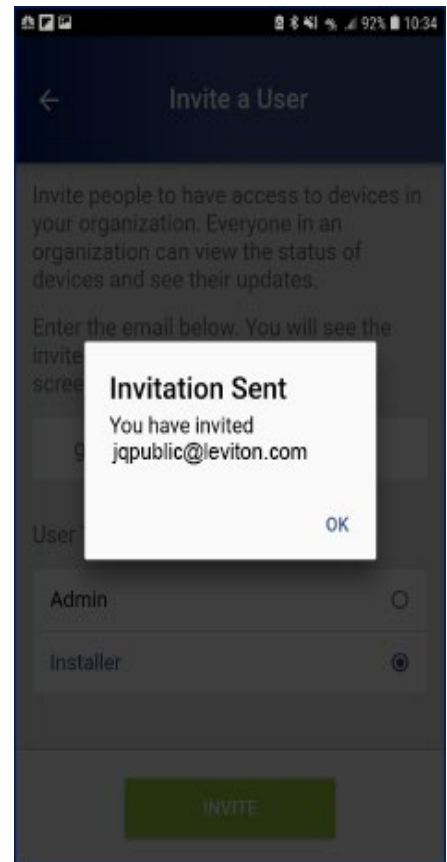 92% 10:34
Invite a User
Invite people to have access to devices in
your organization. Everyone in an
organization can view the status of
devices and see their updates.
Enter the email below. You will see the
invite
scree
Invitation Sent
You have invited
jqpublic@leviton.com
OK
User
Admin
Installer
INVITE